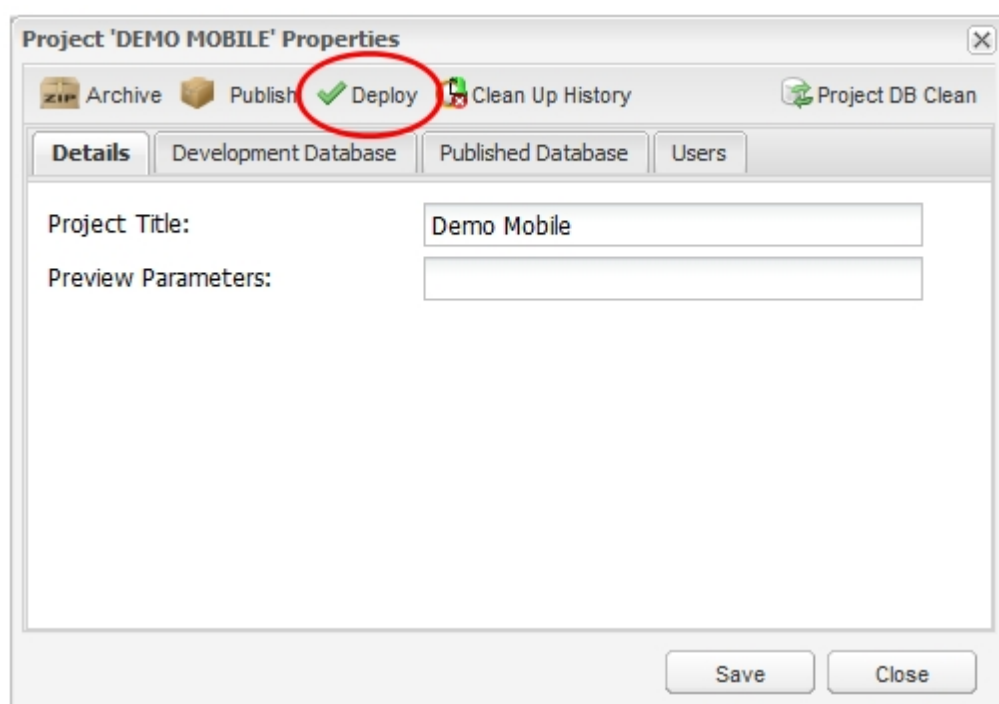 Project 'DEMO MOBILE' Properties
ZIP Archive Publish Deploy Clean Up History Project DB Clean
Details Development Database Published Database Users
Project Title: Demo Mobile
Preview Parameters:
Save Close